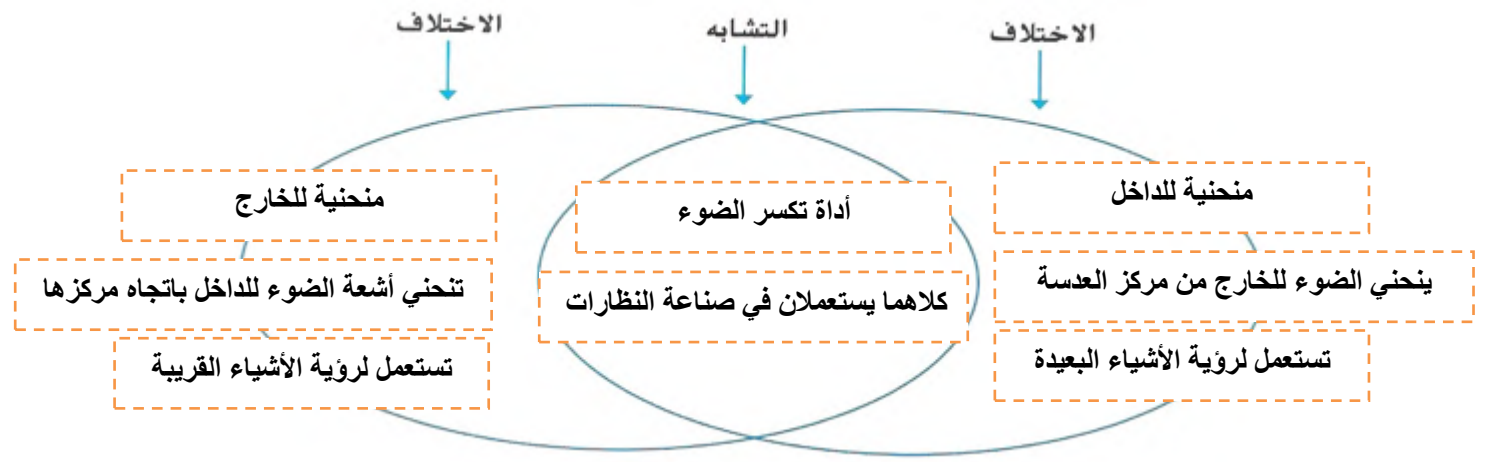 الاختلاف
التشابه
الاختلاف
منحنية للداخل
ينحني الضوء للخارج من مركز العدسة
تستعمل لرؤية الأشياء البعيدة
أداة تكسر الضوء
كلاهما يستعملان في صناعة النظارات
منحنية للخارج
تنحني أشعة الضوء للداخل باتجاه مركزها
تستعمل لرؤية الأشياء القريبة